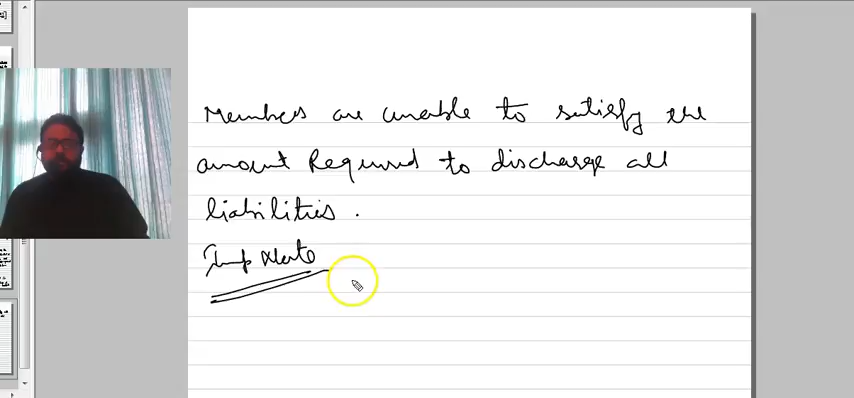 Members are unable to satisfy the
amount Required to discharge all
liabilities.
Imp Note